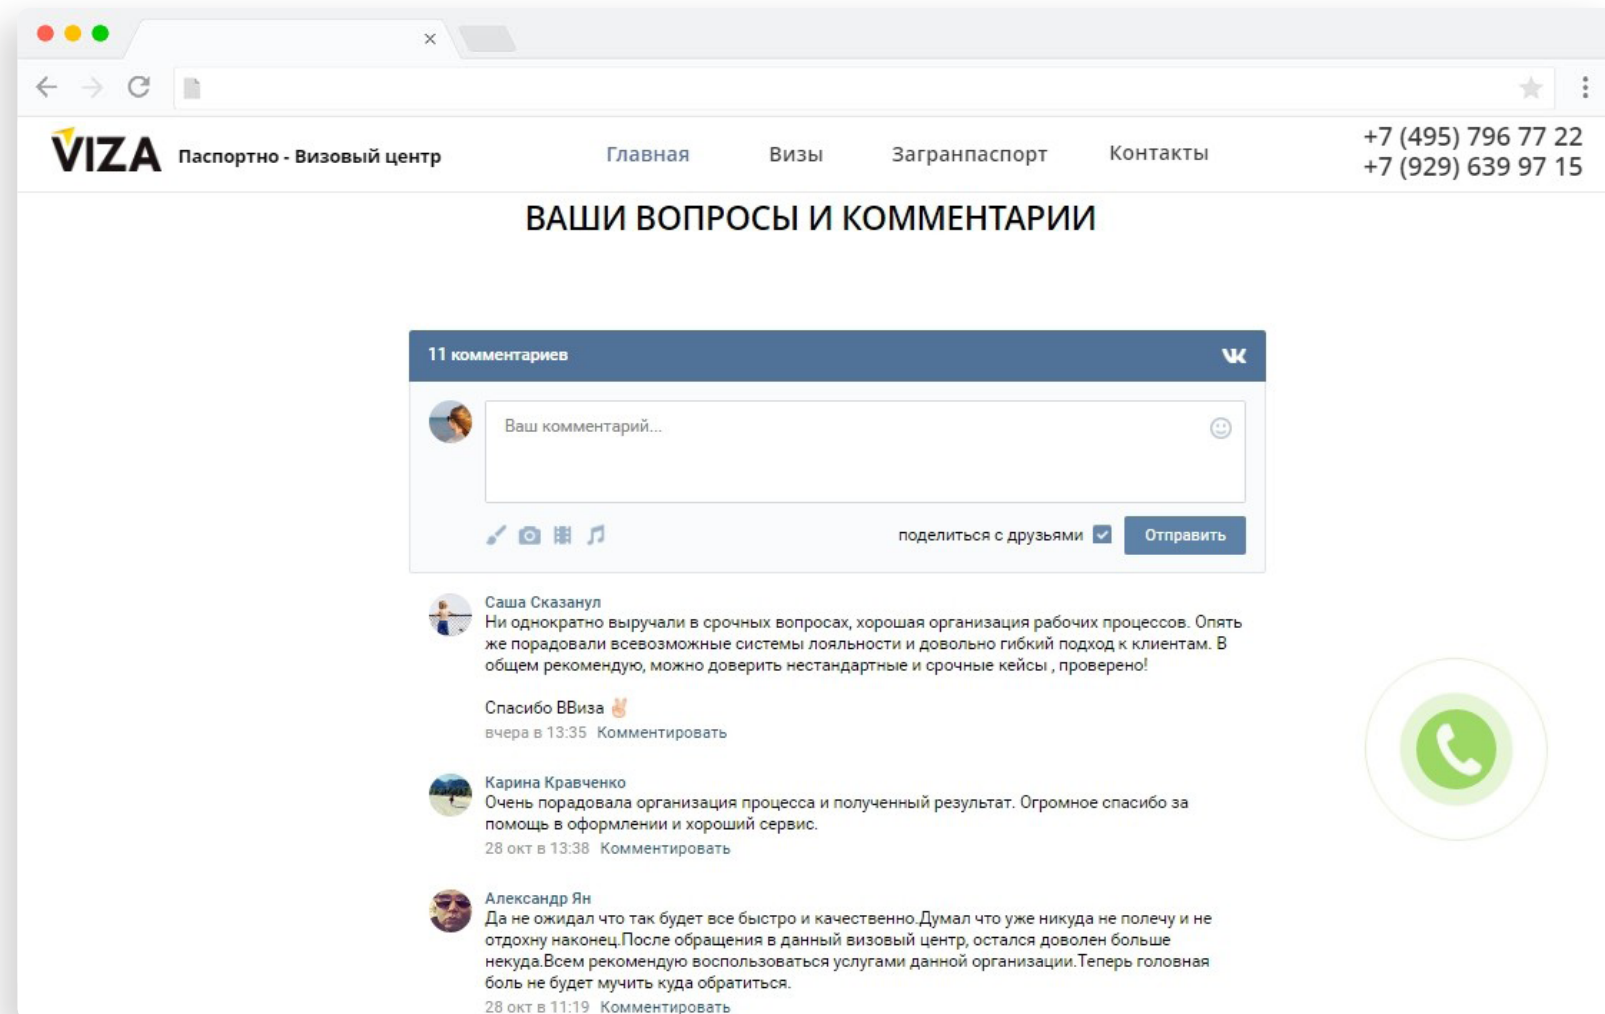 VIZA Паспортно - Визовый центр Главная Визы Загранпаспорт Контакты +7 (495) 796 77 22
+7 (929) 639 97 15
ВАШИ ВОПРОСЫ И КОММЕНТАРИИ
11 комментариев
Ваш комментарий...
поделиться с друзьями Отправить
Саша Сказанул
Ни однократно выручали в срочных вопросах, хорошая организация рабочих процессов. Опять
же порадовали всевозможные системы лояльности и довольно гибкий подход к клиентам. В
общем рекомендую, можно доверить нестандартные и срочные кейсы , проверено!
Спасибо ВВиза ✌🏻
вчера в 13:35 Комментировать
Карина Кравченко
Очень порадовала организация процесса и полученный результат. Огромное спасибо за
помощь в оформлении и хороший сервис.
28 окт в 13:38 Комментировать
Александр Ян
Да не ожидал что так будет все быстро и качественно.Думал что уже никуда не полечу и не
отдохну наконец.После обращения в данный визовый центр, остался доволен больше
некуда.Всем рекомендую воспользоваться услугами данной организации.Теперь головная
боль не будет мучить куда обратиться.
28 окт в 11:19 Комментировать